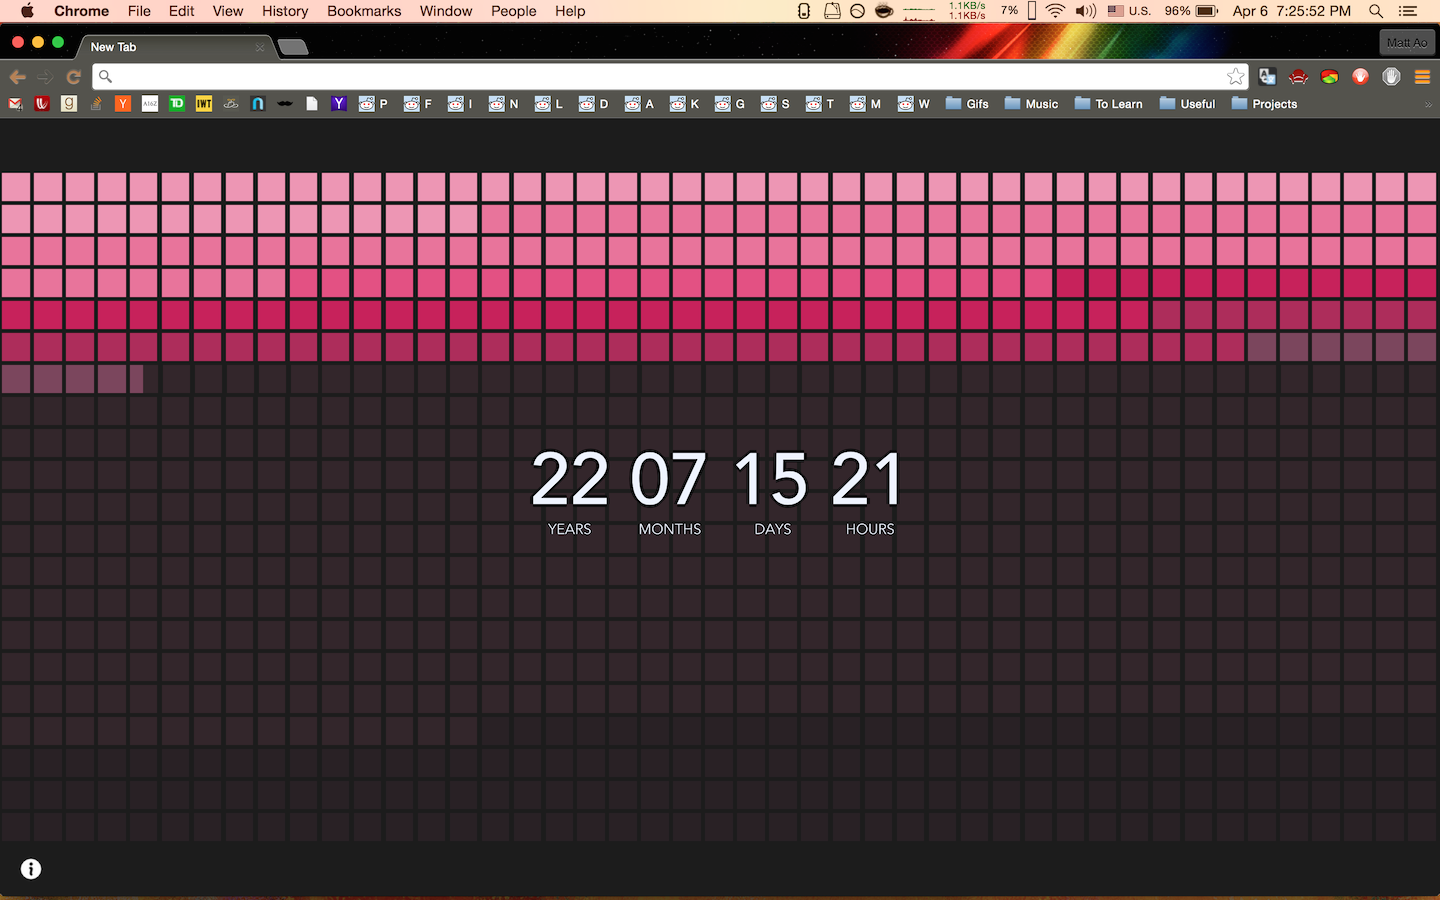 Chrome File Edit View History Bookmarks Window People Help 1.1KB/s 7% U.S. 96% Apr 6 7:25:52 PM
1.1KB/s
New Tab Matt Ao
g Y A16Z TD IWT n Y P F I N L D A K G S T M W Gifs Music To Learn Useful Projects »
22 07 15 21
YEARS MONTHS DAYS HOURS